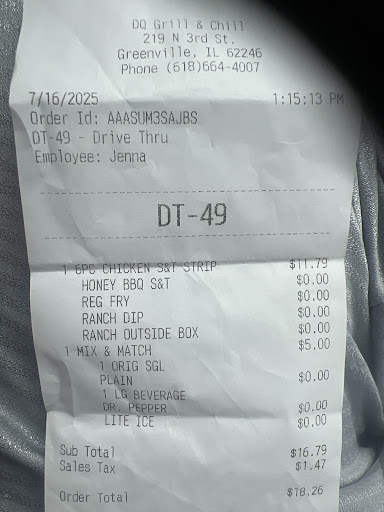 DQ Grill & Chill
219 N 3rd St.
Greenville, IL 62246
Phone (618)664-4007
7/16/2025 1:15:13 PM
Order Id: AAASUM3SAJBS
DT-49 - Drive Thru
Employee: Jenna
DT-49
1 6PC CHICKEN S&T STRIP $11.79
HONEY BBQ S&T $0.00
REG FRY $0.00
RANCH DIP $0.00
RANCH OUTSIDE BOX $0.00
1 MIX & MATCH $5.00
1 ORIG SGL
PLAIN $0.00
1 LG BEVERAGE
DR. PEPPER $0.00
LITE ICE $0.00
Sub Total $16.79
Sales Tax $1.47
Order Total $18.26